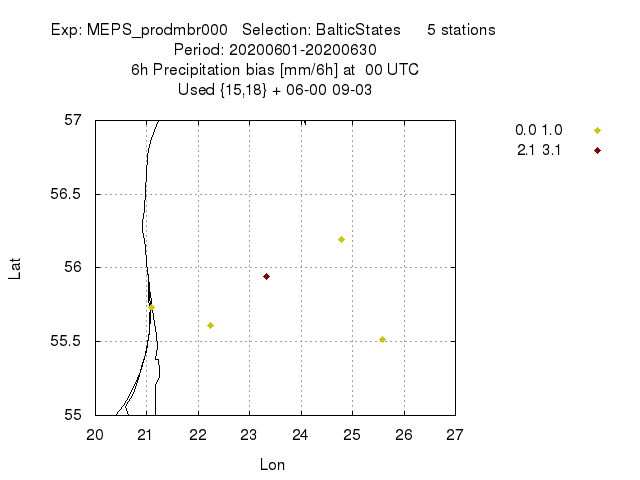 Exp: MEPS_prodmbr000 Selection: BalticStates 5 stations
Period: 20200601-20200630
6h Precipitation bias [mm/6h] at 00 UTC
Used {15,18} + 06-00 09-03
57
56.5
56
55.5
55
20 21 22 23 24 25 26 27
Lat
Lon
0.0 1.0
2.1 3.1